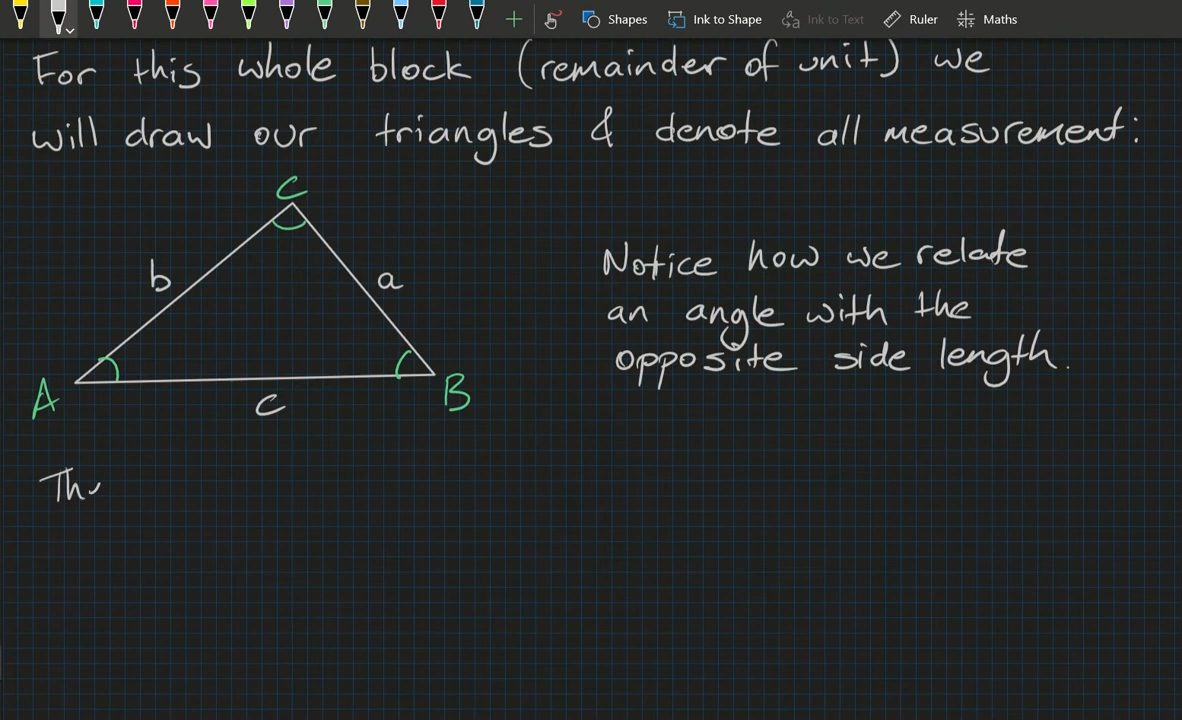 Shapes
Ink to Shape
Ink to Text
Ruler
Maths
For this whole block (remainder of unit) we
will draw our triangles & denote all measurement:
C
b
a
A
B
c
Notice how we relate
an angle with the
opposite side length.